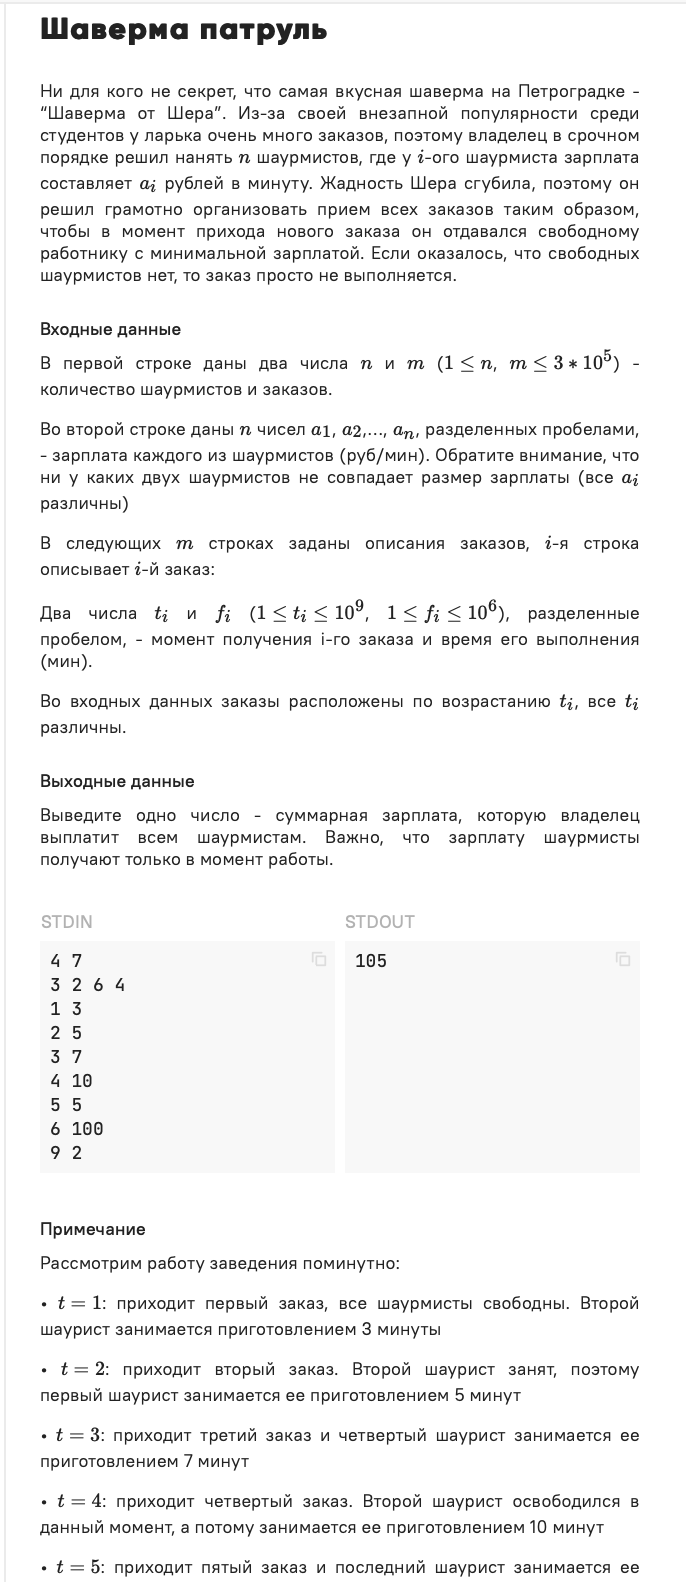 Шаверма патруль
Ни для кого не секрет, что самая вкусная шаверма на Петроградке -
“Шаверма от Шера”. Из-за своей внезапной популярности среди
студентов у ларька очень много заказов, поэтому владелец в срочном
порядке решил нанять n шаурмистов, где у i-ого шаурмиста зарплата
составляет a_i рублей в минуту. Жадность Шера сгубила, поэтому он
решил грамотно организовать прием всех заказов таким образом,
чтобы в момент прихода нового заказа он отдавался свободному
работнику с минимальной зарплатой. Если оказалось, что свободных
шаурмистов нет, то заказ просто не выполняется.
Входные данные
В первой строке даны два числа n и m (1 ≤ n, m ≤ 3 * 10^5) -
количество шаурмистов и заказов.
Во второй строке даны n чисел a1, a2,..., a_n, разделенных пробелами,
- зарплата каждого из шаурмистов (руб/мин). Обратите внимание, что
ни у каких двух шаурмистов не совпадает размер зарплаты (все a_i
различны)
В следующих m строках заданы описания заказов, i-я строка
описывает i-й заказ:
Два числа t_i и f_i (1 ≤ t_i ≤ 10^9, 1 ≤ f_i ≤ 10^6), разделенные
пробелом, - момент получения i-го заказа и время его выполнения
(мин).
Во входных данных заказы расположены по возрастанию t_i, все t_i
различны.
Выходные данные
Выведите одно число - суммарная зарплата, которую владелец
выплатит всем шаурмистам. Важно, что зарплату шаурмисты
получают только в момент работы.
STDIN STDOUT
4 7 105
3 2 6 4
1 3
2 5
3 7
4 10
5 5
6 100
9 2
Примечание
Рассмотрим работу заведения поминутно:
• t = 1: приходит первый заказ, все шаурмисты свободны. Второй
шаурист занимается приготовлением 3 минуты
• t = 2: приходит второй заказ. Второй шаурист занят, поэтому
первый шаурист занимается ее приготовлением 5 минут
• t = 3: приходит третий заказ и четвертый шаурист занимается ее
приготовлением 7 минут
• t = 4: приходит четвертый заказ. Второй шаурист освободился в
данный момент, а потому занимается ее приготовлением 10 минут
• t = 5: приходит пятый заказ и последний шаурист занимается ее